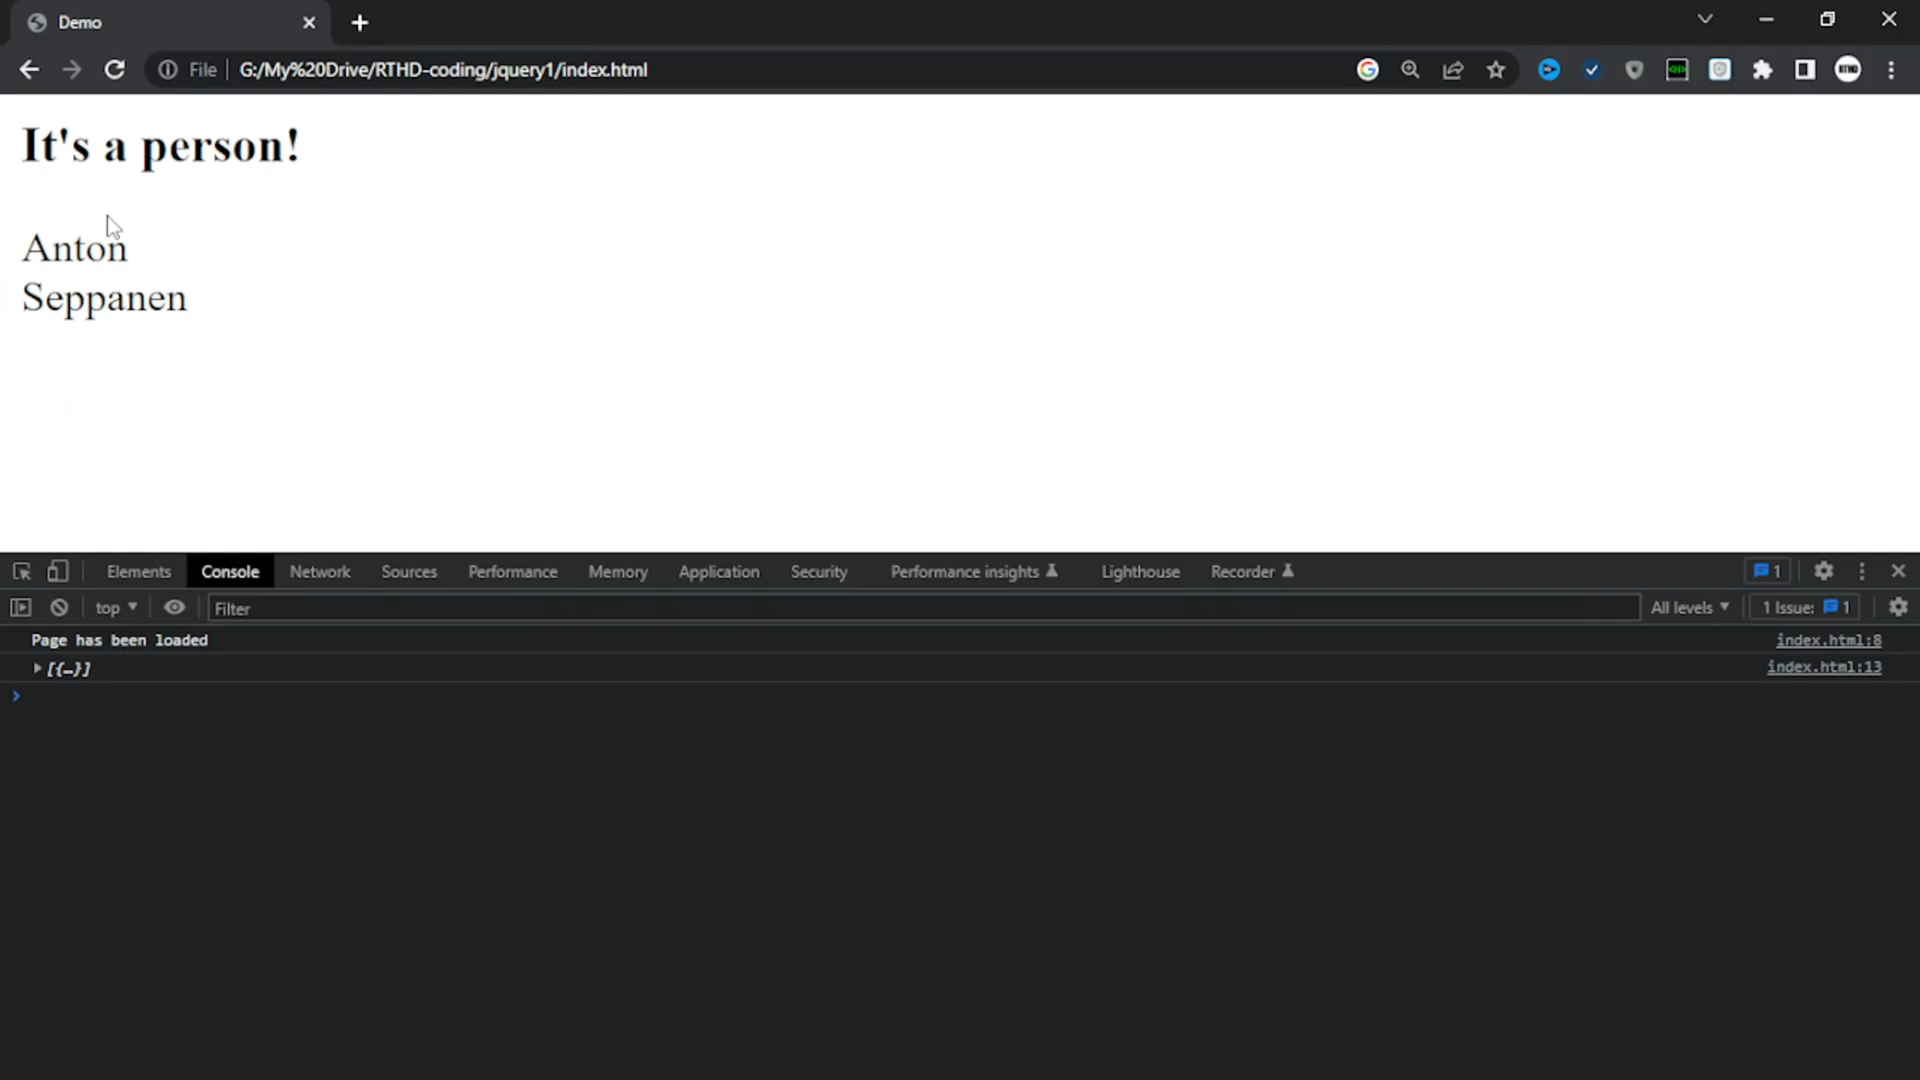 Demo
File G:/My%20Drive/RTHD-coding/jquery1/index.html
It's a person!
Anton
Seppanen
Elements Console Network Sources Performance Memory Application Security Performance insights Lighthouse Recorder 1
top Filter All levels 1 Issue: 1
Page has been loaded index.html:8
[{…}] index.html:13